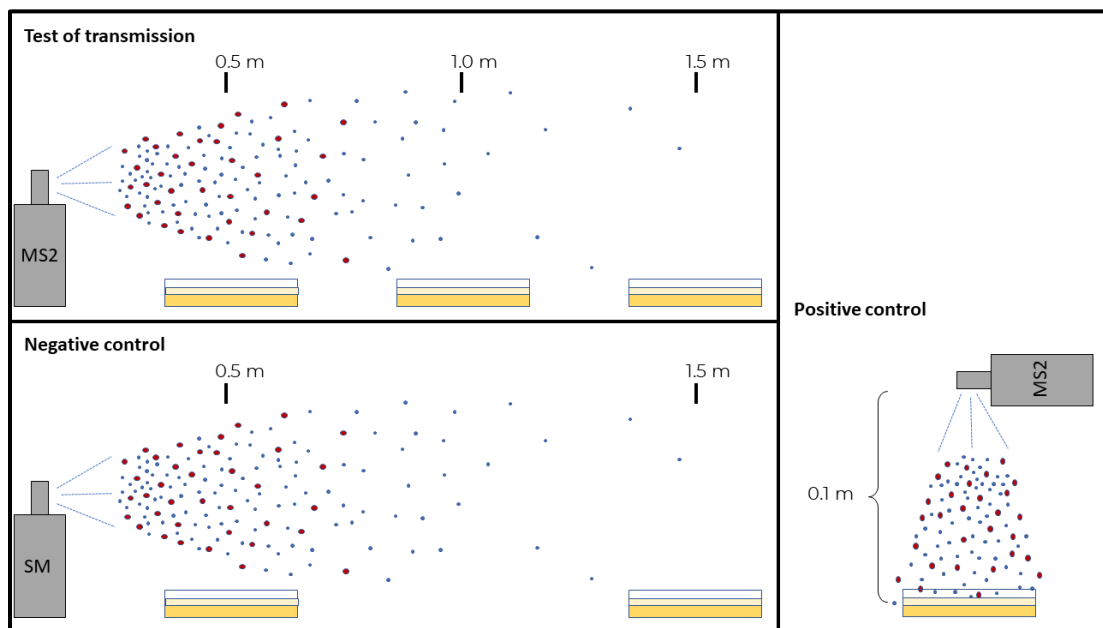 Test of transmission
0.5 m
1.0 m
1.5 m
MS2
Negative control
0.5 m
1.5 m
SM
Positive control
MS2
0.1 m